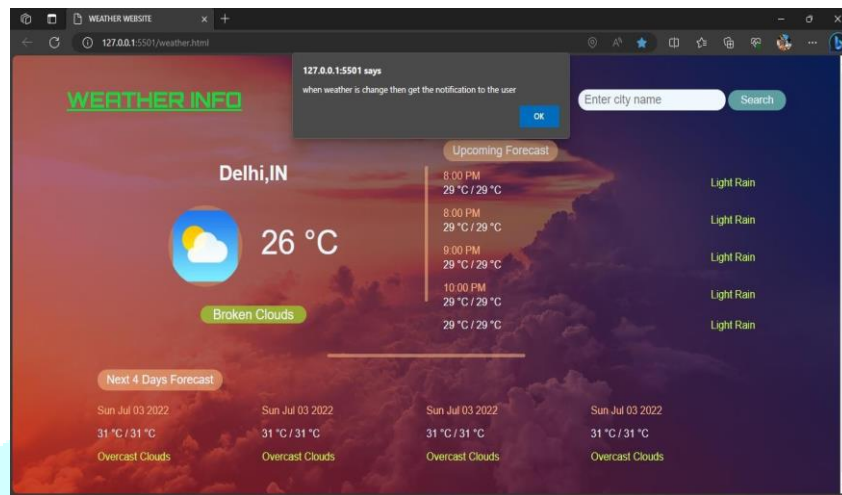 WEATHER WEBSITE
127.0.0.1:5501/weather.html
127.0.0.1:5501 says
when weather is change then get the notification to the user
OK
WEATHER INFO
Enter city name
Search
Upcoming Forecast
Delhi,IN
26 °C
Broken Clouds
8:00 PM
29 °C / 29 °C
Light Rain
8:00 PM
29 °C / 29 °C
Light Rain
9:00 PM
29 °C / 29 °C
Light Rain
10:00 PM
29 °C / 29 °C
Light Rain
29 °C / 29 °C
Light Rain
Next 4 Days Forecast
Sun Jul 03 2022 Sun Jul 03 2022 Sun Jul 03 2022 Sun Jul 03 2022
31 °C / 31 °C 31 °C / 31 °C 31 °C / 31 °C 31 °C / 31 °C
Overcast Clouds Overcast Clouds Overcast Clouds Overcast Clouds